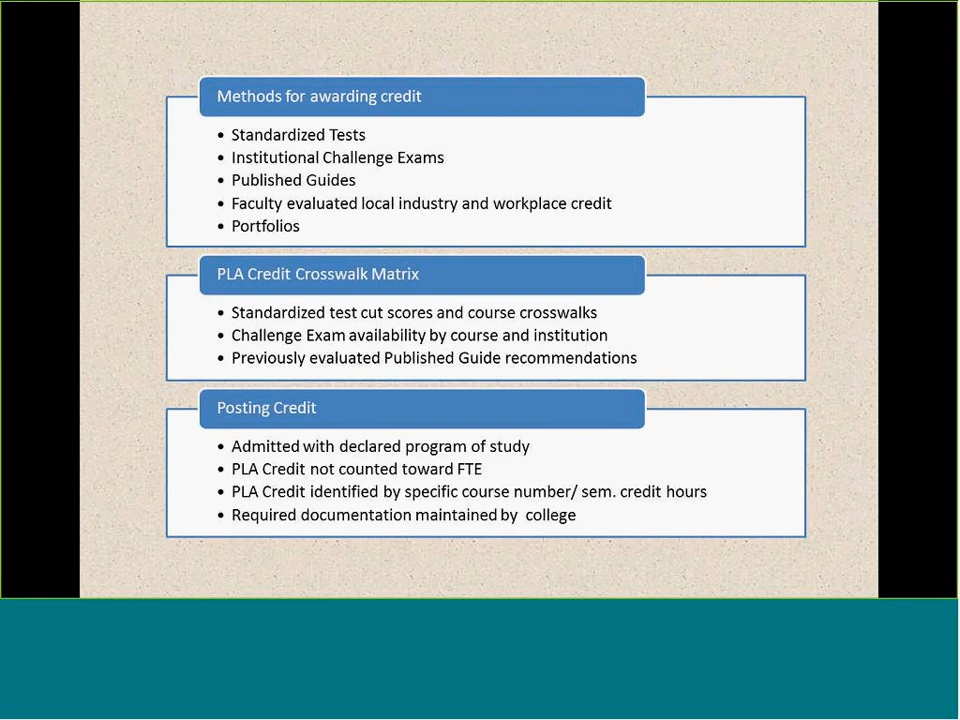 Methods for awarding credit
• Standardized Tests
• Institutional Challenge Exams
• Published Guides
• Faculty evaluated local industry and workplace credit
• Portfolios
PLA Credit Crosswalk Matrix
• Standardized test cut scores and course crosswalks
• Challenge Exam availability by course and institution
• Previously evaluated Published Guide recommendations
Posting Credit
• Admitted with declared program of study
• PLA Credit not counted toward FTE
• PLA Credit identified by specific course number/ sem. credit hours
• Required documentation maintained by college